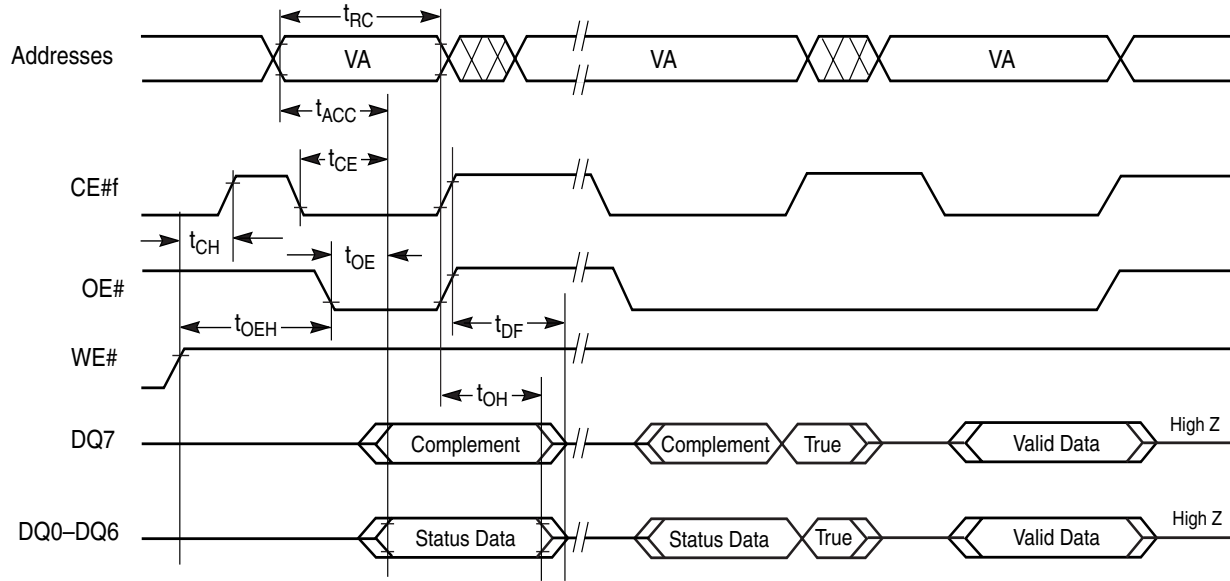 tRC
Addresses VA VA VA
tACC
tCE
CE#f
tCH tOE
OE#
tOEH tDF
WE#
tOH
DQ7 Complement Complement True Valid Data High Z
DQ0–DQ6 Status Data Status Data True Valid Data High Z